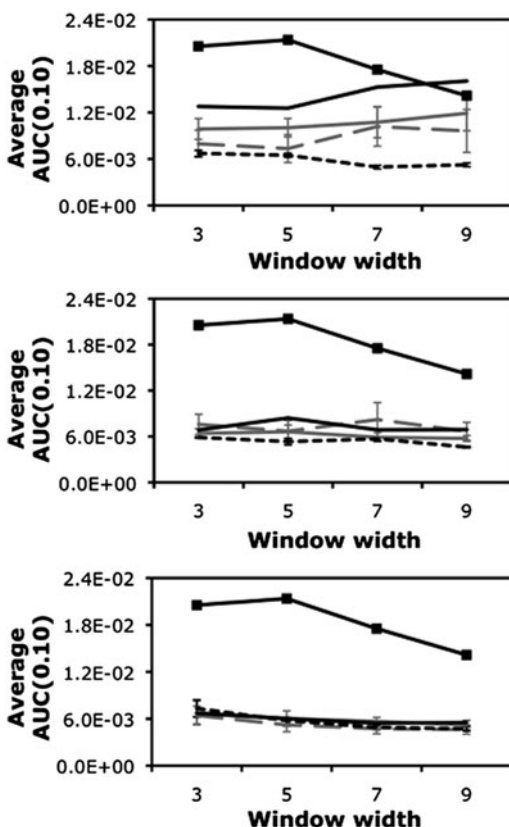 2.4E-02
1.8E-02
1.2E-02
6.0E-03
0.0E+00
Average
AUC(0.10)
3 5 7 9
Window width
2.4E-02
1.8E-02
1.2E-02
6.0E-03
0.0E+00
Average
AUC(0.10)
3 5 7 9
Window width
2.4E-02
1.8E-02
1.2E-02
6.0E-03
0.0E+00
Average
AUC(0.10)
3 5 7 9
Window width